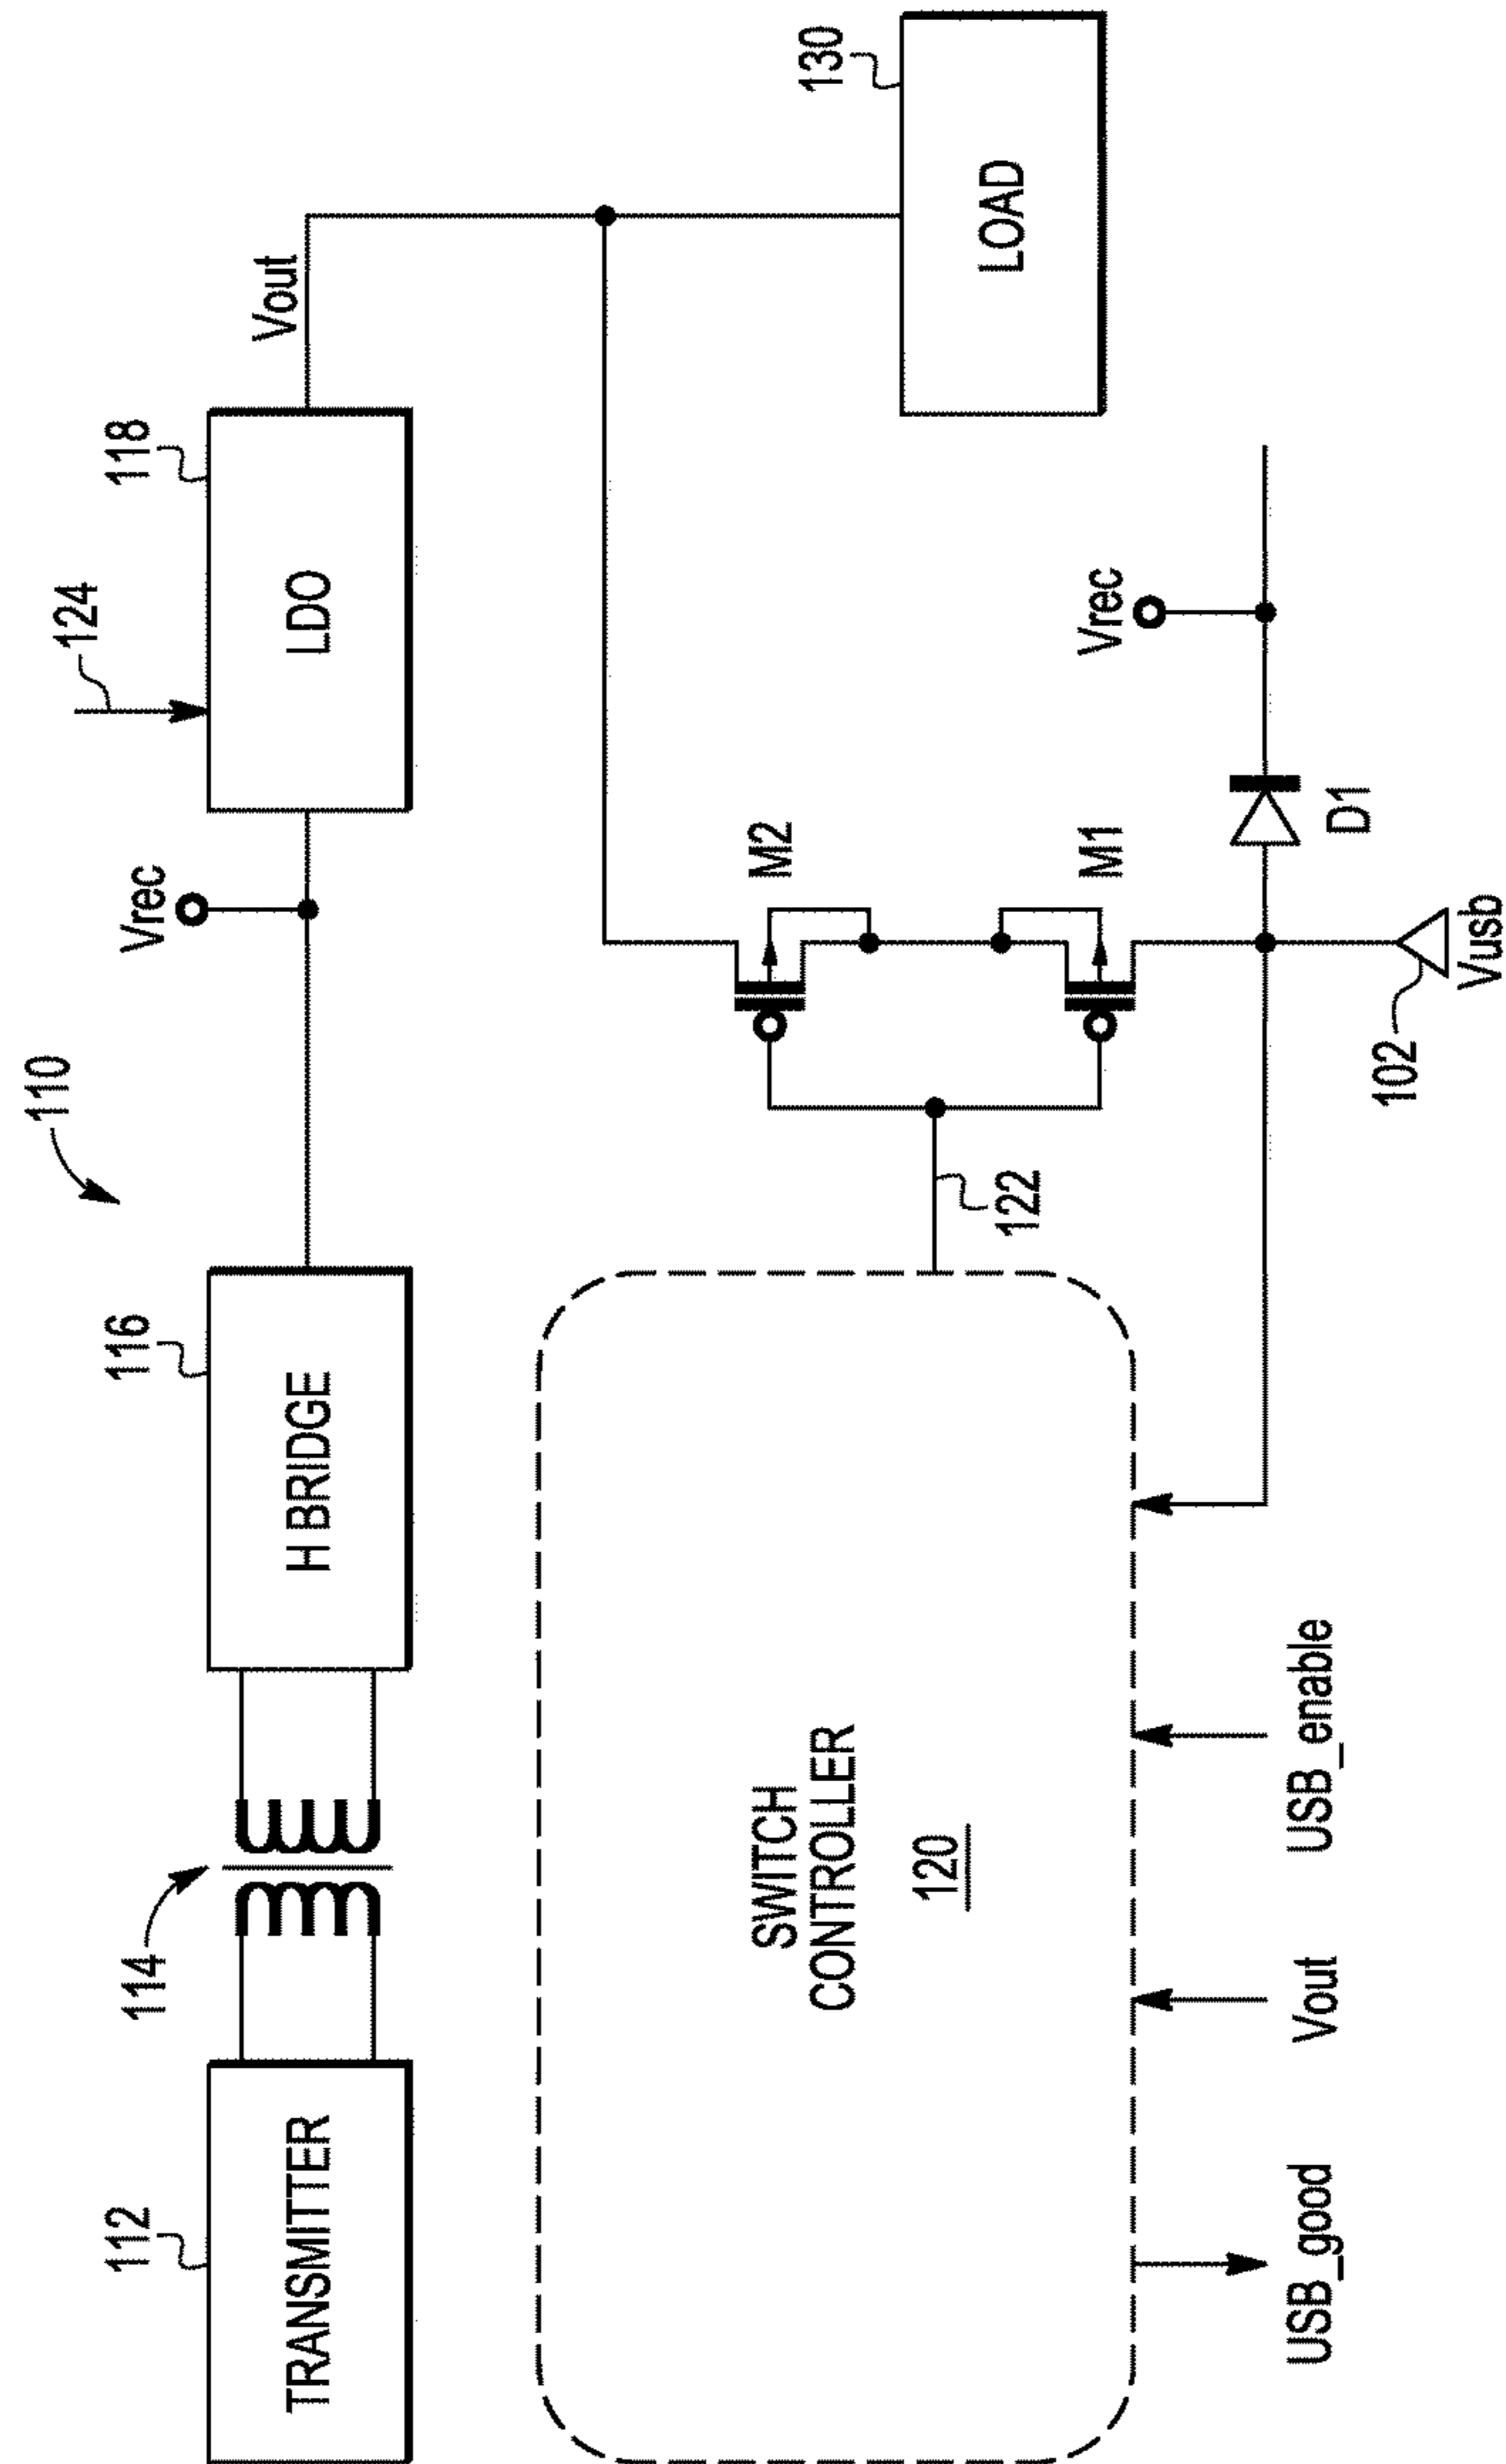 110
112
TRANSMITTER
114
116
H BRIDGE
Vrec
124
118
LDO
Vout
SWITCH
CONTROLLER
120
122
M2
M1
130
LOAD
Vrec
D1
USB_good
Vout
USB_enable
102
Vusb